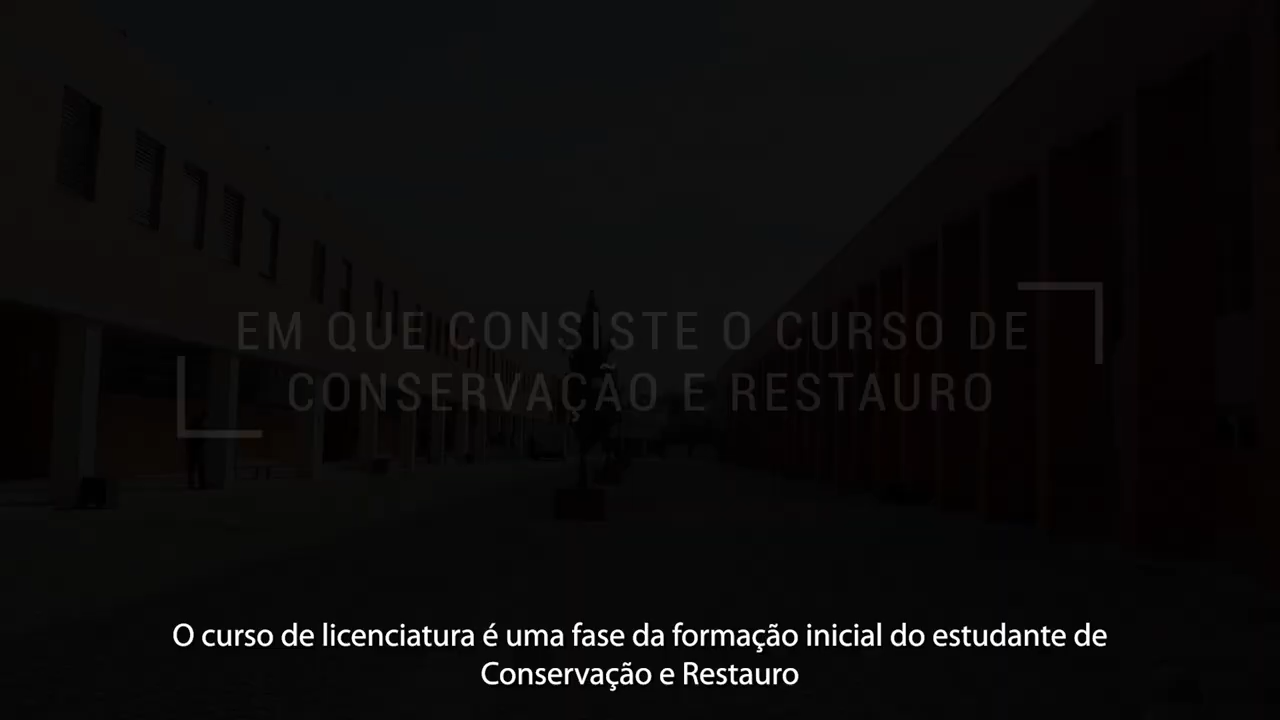 EM QUE CONSISTE O CURSO DE
CONSERVAÇÃO E RESTAURO
O curso de licenciatura é uma fase da formação inicial do estudante de
Conservação e Restauro